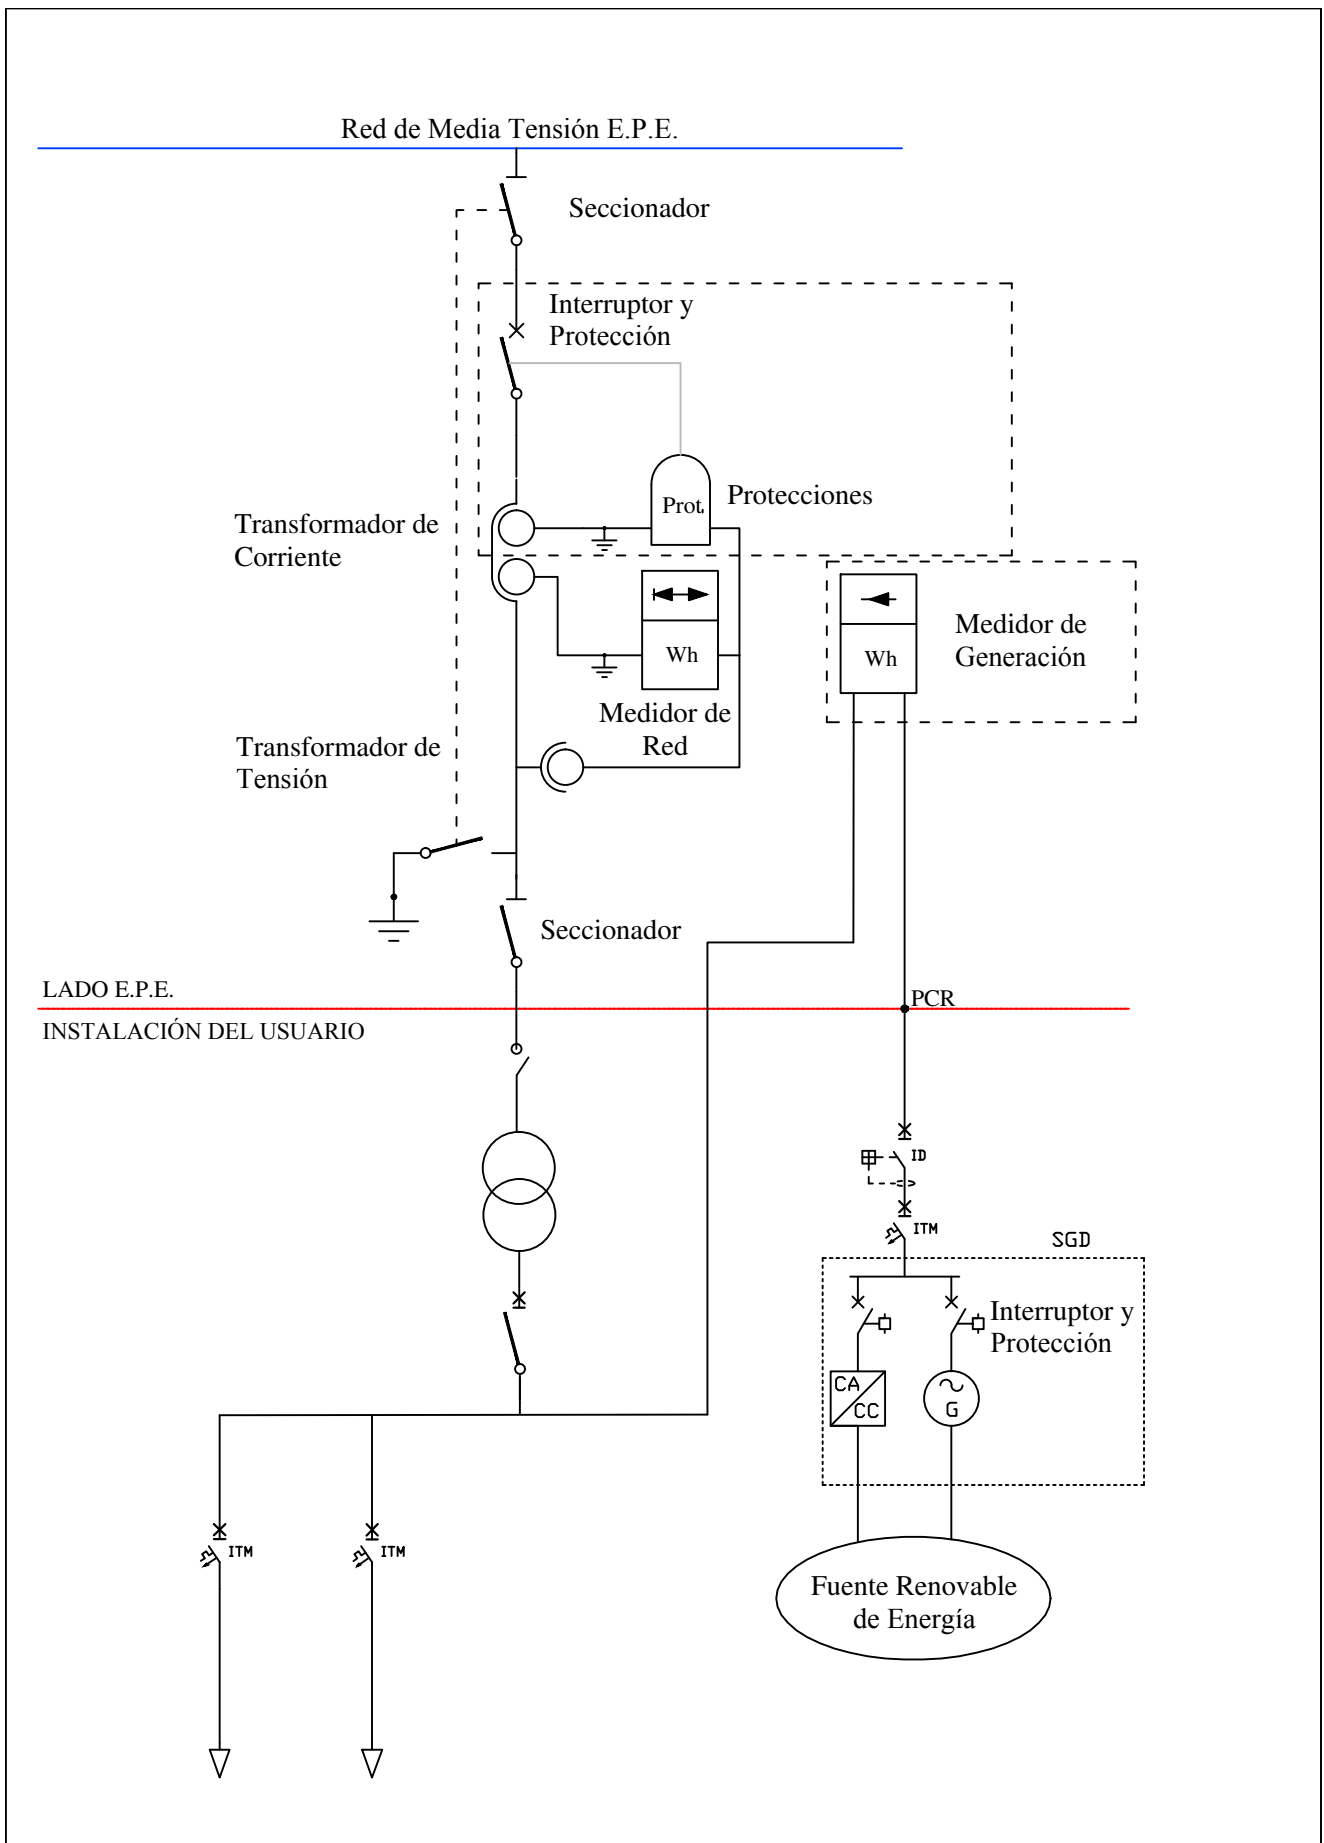 Red de Media Tensión E.P.E.
Seccionador
Interruptor y
Protección
Prot.
Protecciones
Transformador de
Corriente
Wh
Medidor de
Red
Wh
Medidor de
Generación
Transformador de
Tensión
Seccionador
LADO E.P.E.
PCR
INSTALACIÓN DEL USUARIO
ID
ITM
SGD
Interruptor y
Protección
CA
CC
G
ITM
ITM
Fuente Renovable
de Energía